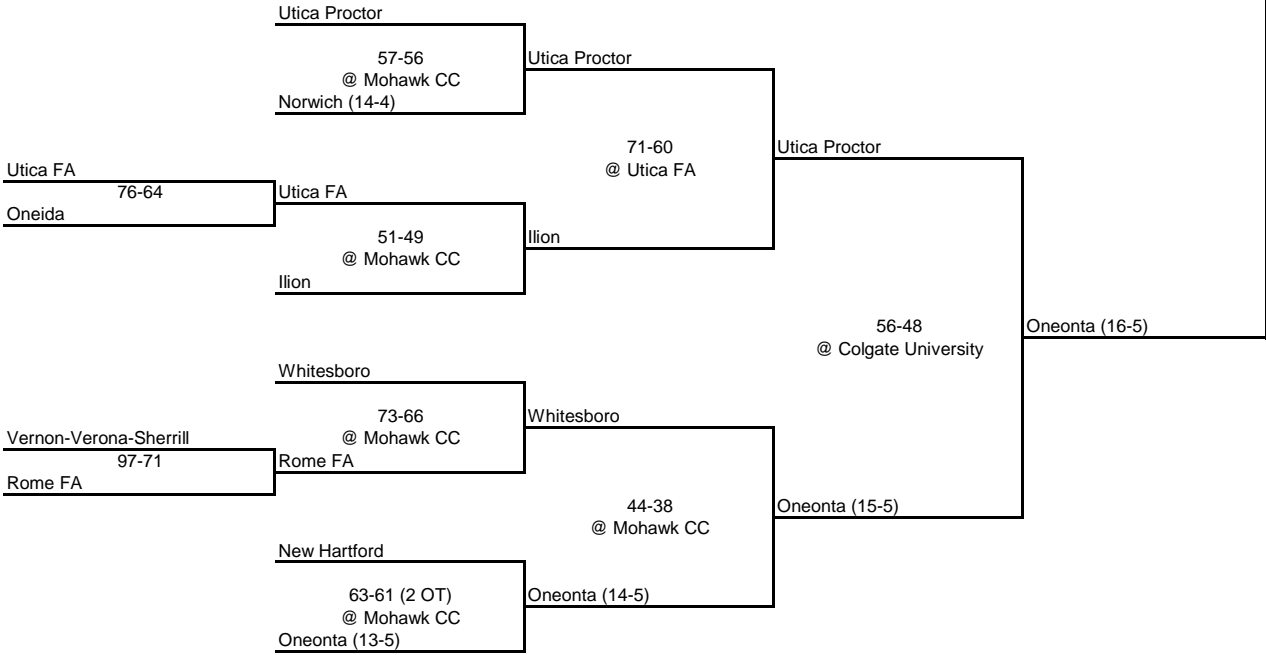 Utica Proctor
57-56
@ Mohawk CC
Norwich (14-4)
Utica Proctor
71-60
@ Utica FA
Utica Proctor
Utica FA
76-64
Oneida
Utica FA
51-49
@ Mohawk CC
Ilion
Ilion
56-48
@ Colgate University
Oneonta (16-5)
Whitesboro
73-66
@ Mohawk CC
Whitesboro
Vernon-Verona-Sherrill
97-71
Rome FA
Rome FA
44-38
@ Mohawk CC
Oneonta (15-5)
New Hartford
63-61 (2 OT)
@ Mohawk CC
Oneonta (13-5)
Oneonta (14-5)